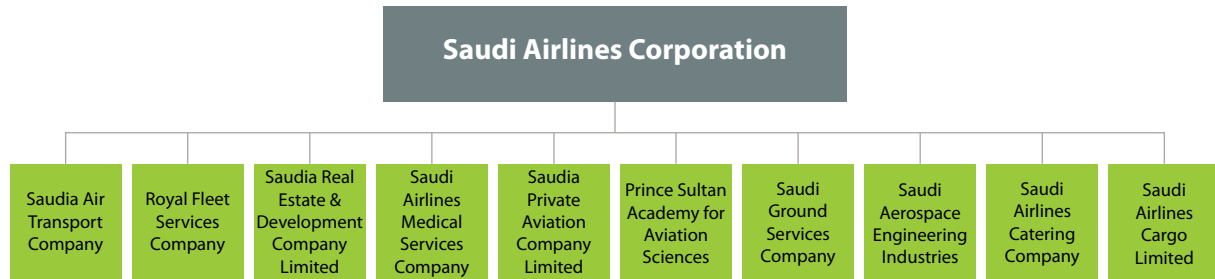 Saudi Airlines Corporation
Saudia Air
Transport
Company
Royal Fleet
Services
Company
Saudia Real
Estate &
Development
Company
Limited
Saudi
Airlines
Medical
Services
Company
Saudia
Private
Aviation
Company
Limited
Prince Sultan
Academy for
Aviation
Sciences
Saudi
Ground
Services
Company
Saudi
Aerospace
Engineering
Industries
Saudi
Airlines
Catering
Company
Saudi
Airlines
Cargo
Limited